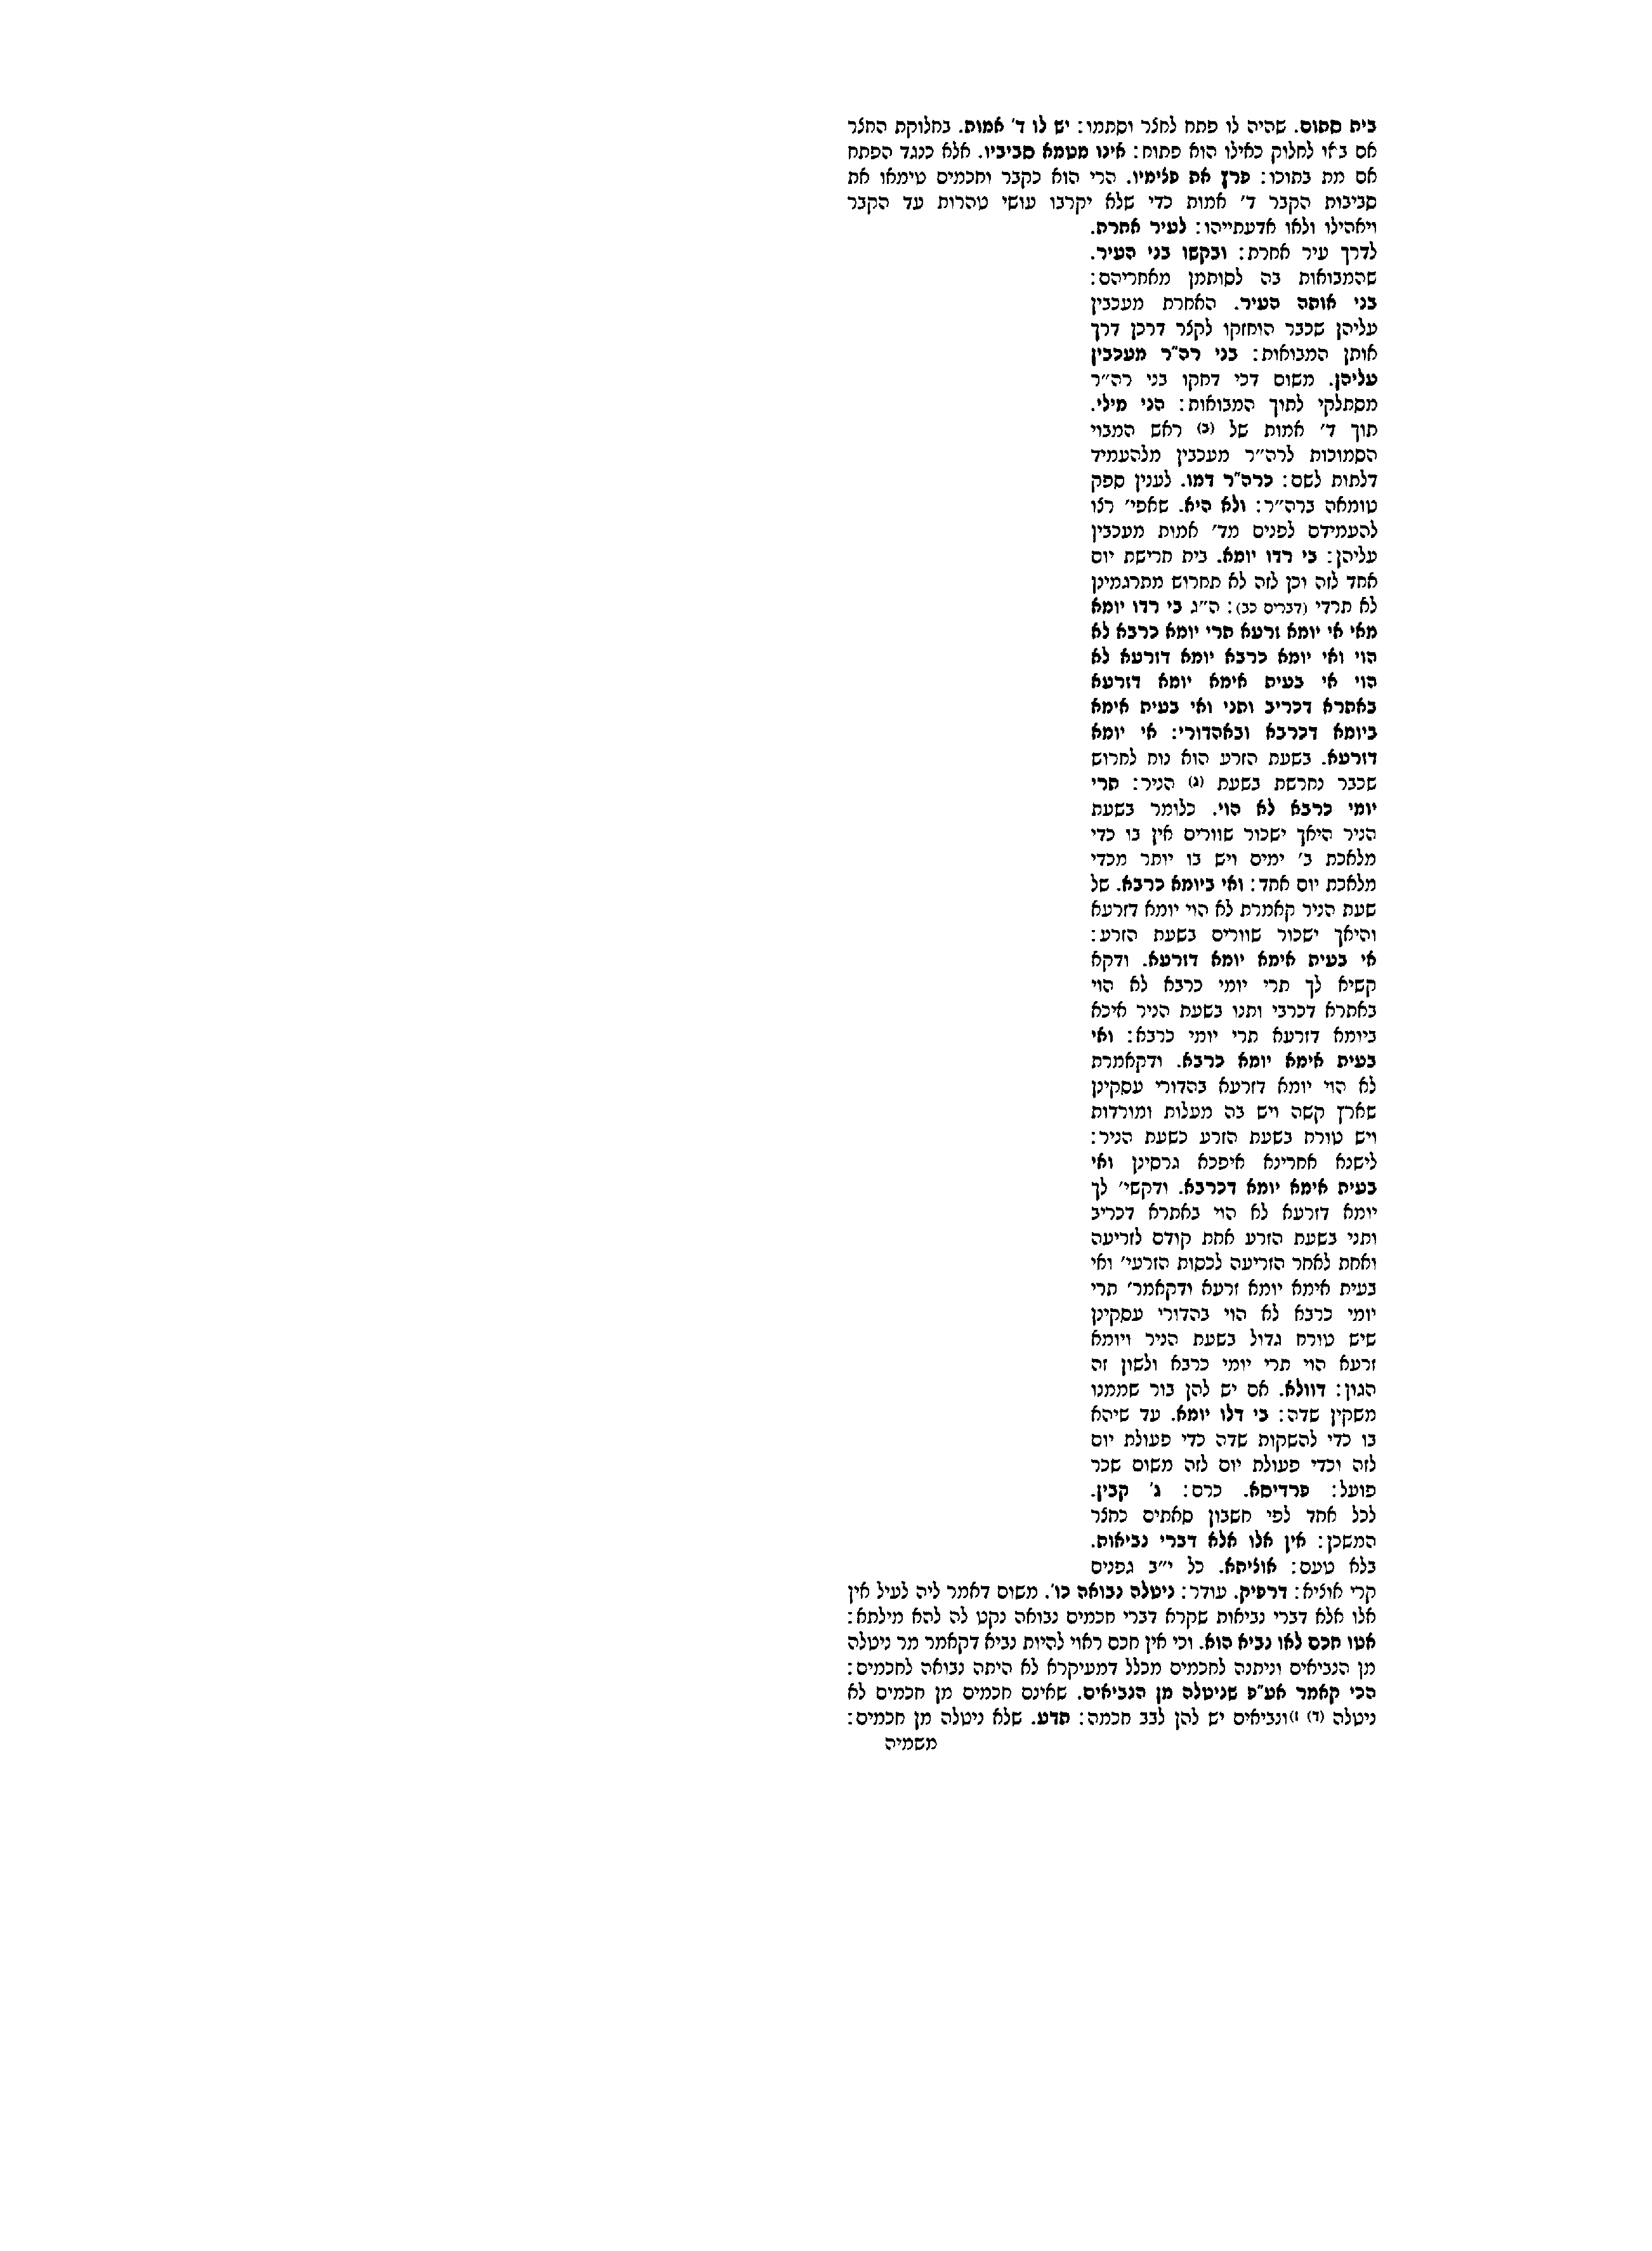 בית סתום. שהיה לו פתח לחצר וסתמו: יש לו ד' אמות. בחלוקת החצר
אם באו לחלוק כאילו הוא פתוח: אינו מטמא סביביו. אלא כנגד הפתח
אם מת בתוכו: פרץ את פצימיו. הרי הוא כקבר וחכמים טימאו את
סביבות הקבר ד' אמות כדי שלא יקרבו עושי טהרות עד הקבר
ויאהילו ולאו אדעתייהו: לעיר אחרת.
לדרך עיר אחרת: ובקשו בני העיר.
שהמבואות בה לסותמן מאחריהם:
בני אותה העיר. האחרת מעכבין
עליהן שכבר הוחזקו לקצר דרכן דרך
אותן המבואות: בני רה"ר מעכבין
עליהן. משום דכי דחקו בני רה"ר
מסתלקי לתוך המבואות: הני מילי.
תוך ד' אמות של (ב) ראש המבוי
הסמוכות לרה"ר מעכבין מלהעמיד
דלתות לשם: כרה"ר דמו. לענין ספק
טומאה ברה"ר: ולא היא. שאפי' רצו
להעמידם לפנים מד' אמות מעכבין
עליהן: בי רדו יומא. בית חרישת יום
אחד לזה וכן לזה לא תחרוש מתרגמינן
לא תרדי (דברים כב): ה"ג בי רדו יומא
מאי אי יומא זרעא תרי יומא כרבא לא
הוי ואי יומא כרבא יומא דזרעא לא
הוי אי בעית אימא יומא דזרעא
באתרא דכריב ותני ואי בעית אימא
ביומא דכרבא ובאהדורי: אי יומא
דזרעא. בשעת הזרע הוא נוח לחרוש
שכבר נחרשת בשעת (ג) הניר: תרי
יומי כרבא לא הוי. כלומר בשעת
הניר היאך ישכור שוורים אין בו כדי
מלאכת ב' ימים ויש בו יותר מכדי
מלאכת יום אחד: ואי ביומא כרבא. של
שעת הניר קאמרת לא הוי יומא דזרעא
והיאך ישכור שוורים בשעת הזרע:
אי בעית אימא יומא דזרעא. ודקא
קשיא לך תרי יומי כרבא לא הוי
באתרא דכרבי ותנו בשעת הניר איכא
ביומא דזרעא תרי יומי כרבא: ואי
בעית אימא יומא כרבא. ודקאמרת
לא הוי יומא דזרעא בהדורי עסקינן
שארץ קשה ויש בה מעלות ומורדות
ויש טורח בשעת הזרע כשעת הניר:
לישנא אחרינא איפכא גרסינן ואי
בעית אימא יומא דכרבא. ודקשי' לך
יומא דזרעא לא הוי באתרא דכריב
ותני בשעת הזרע אחת קודם לזריעה
ואחת לאחר הזריעה לכסות הזרעי' ואי
בעית אימא יומא זרעא ודקאמר' תרי
יומי כרבא לא הוי בהדורי עסקינן
שיש טורח גדול בשעת הניר ויומא
זרעא הוי תרי יומי כרבא ולשון זה
הגון: דוולא. אם יש להן בור שממנו
משקין שדה: בי דלו יומא. עד שיהא
בו כדי להשקות שדה כדי פעולת יום
לזה וכדי פעולת יום לזה משום שכר
פועל: פרדיסא. כרם: ג' קבין.
לכל אחד לפי חשבון סאתים כחצר
המשכן: אין אלו אלא דברי נביאות.
בלא טעם: אוציתא. כל י"ב גפנים
קרי אוציא: דרפיק. עודר: ניטלה נבואה כו'. משום דאמר ליה לעיל אין
אלו אלא דברי נביאות שקרא דברי חכמים נבואה נקט לה להא מילתא:
אטו חכם לאו נביא הוא. וכי אין חכם ראוי להיות נביא דקאמר מר ניטלה
מן הנביאים וניתנה לחכמים מכלל דמעיקרא לא היתה נבואה לחכמים:
הכי קאמר אע"פ שניטלה מן הנביאים. שאינם חכמים מן חכמים לא
ניטלה (ד) ז) ונביאים יש להן לבב חכמה: תדע. שלא ניטלה מן חכמים:
משמיה